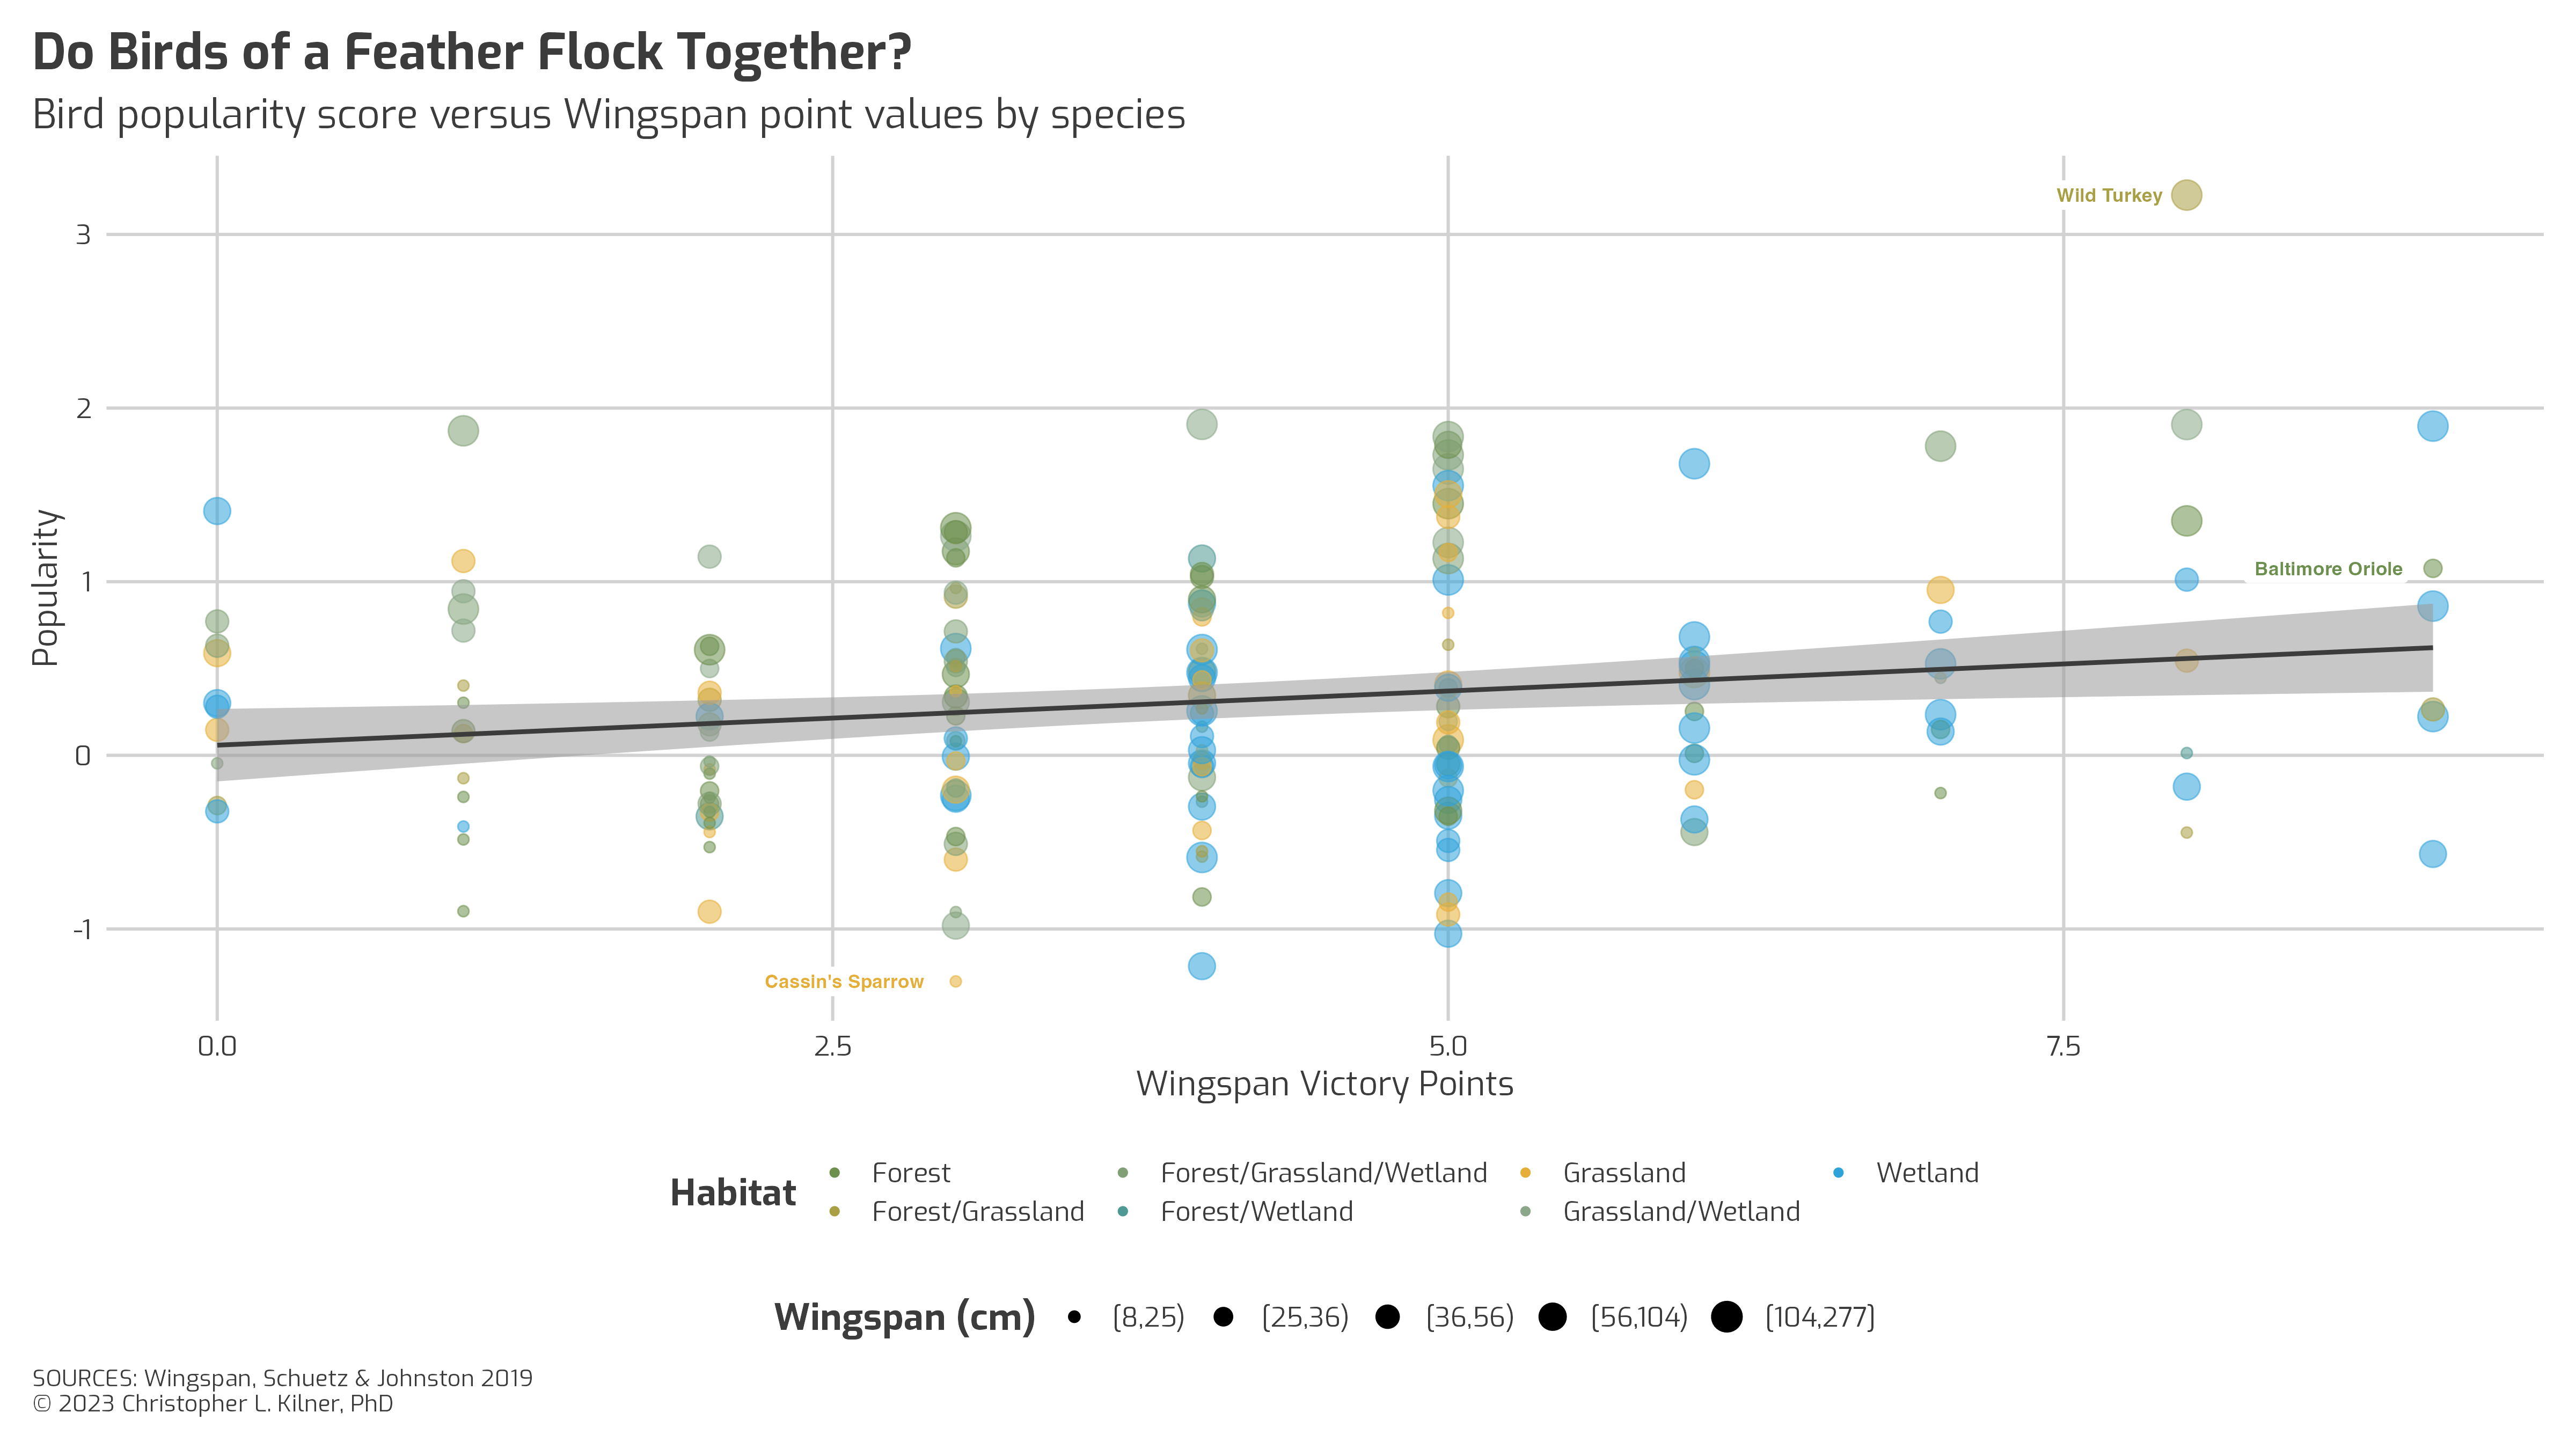 Do Birds of a Feather Flock Together?
Bird popularity score versus Wingspan point values by species
Popularity
3
2
1
0
-1
Wild Turkey
Baltimore Oriole
Cassin's Sparrow
0.0 2.5 5.0 7.5
Wingspan Victory Points
Habitat
Forest Forest/Grassland/Wetland Grassland Wetland
Forest/Grassland Forest/Wetland Grassland/Wetland
Wingspan (cm) [8,25) [25,36) [36,56) [56,104) [104,277]
SOURCES: Wingspan, Schuetz & Johnston 2019
© 2023 Christopher L. Kilner, PhD